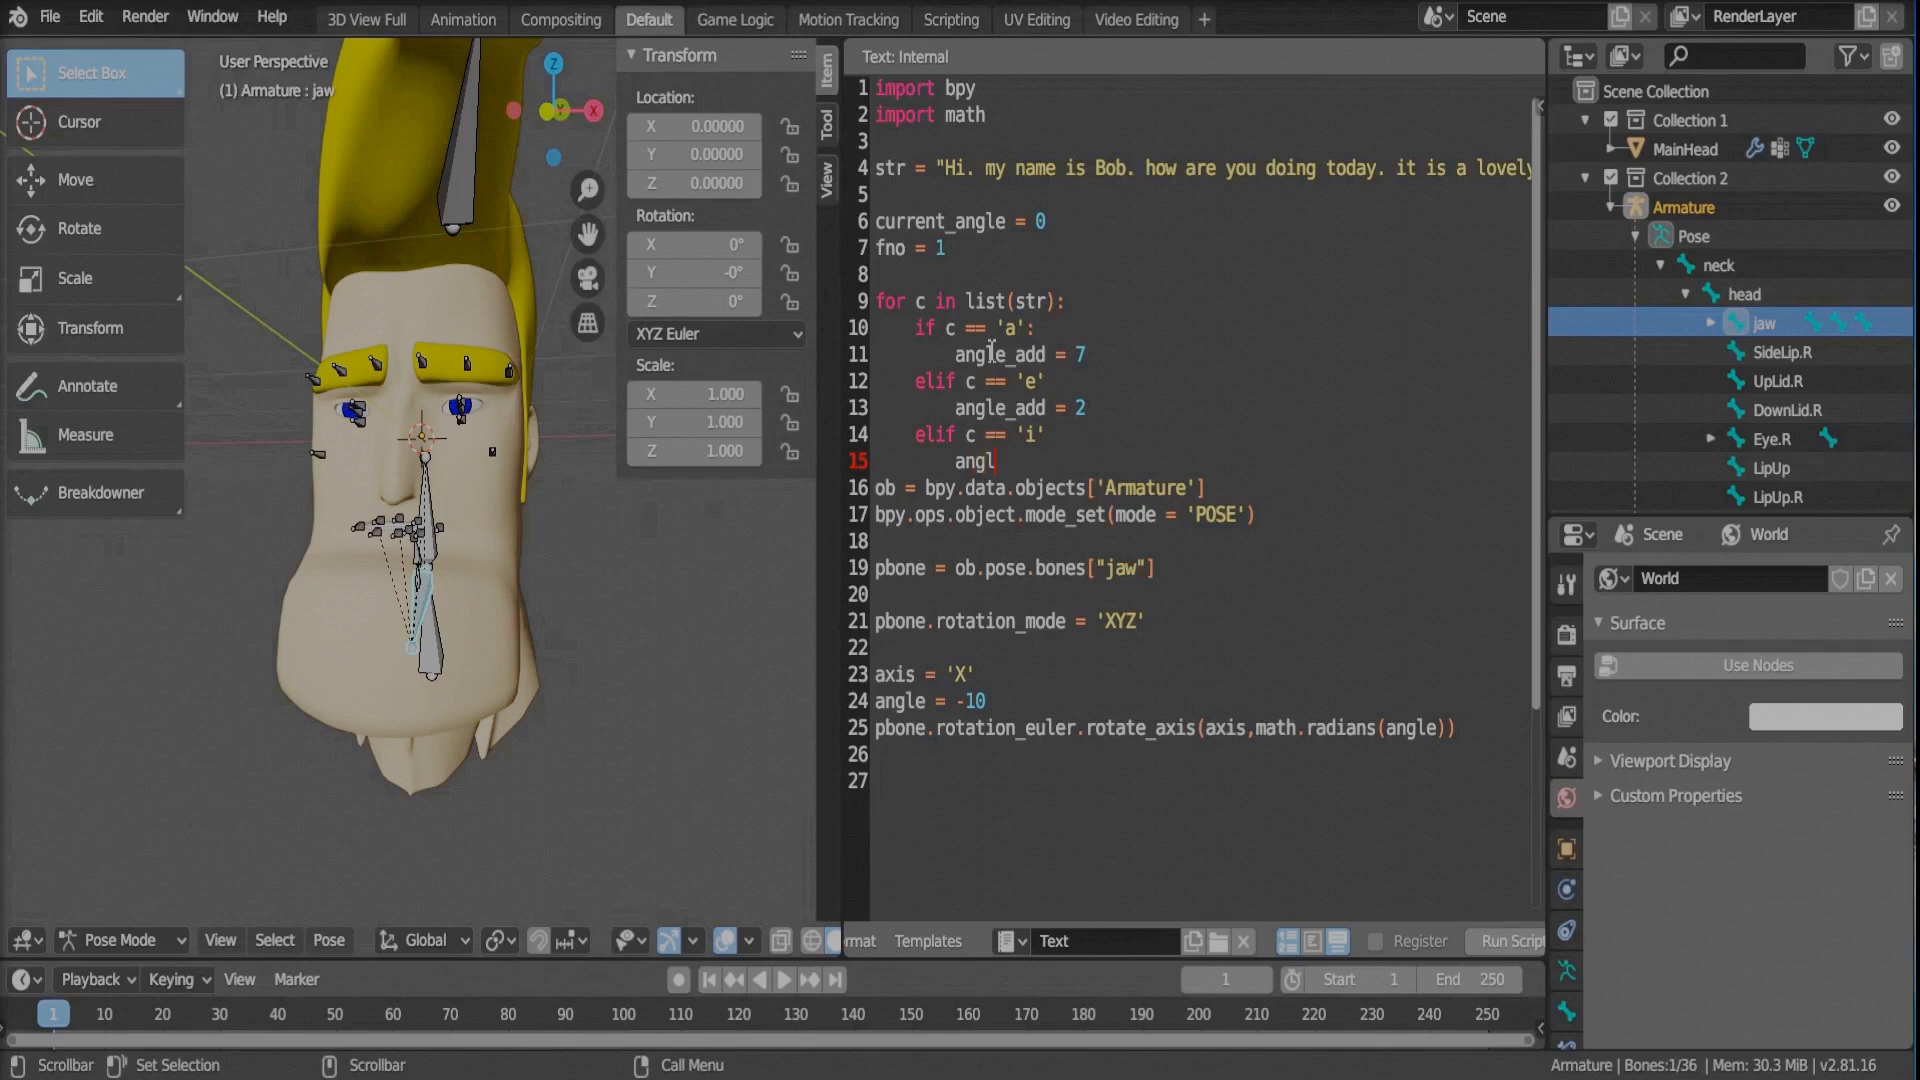 File Edit Render Window Help 3D View Full Animation Compositing Default Game Logic Motion Tracking Scripting UV Editing Video Editing + Scene RenderLayer
Select Box
Cursor
Move
Rotate
Scale
Transform
Annotate
Measure
Breakdowner
User Perspective
(1) Armature : jaw
Z
X
Transform
Location:
X 0.00000
Y 0.00000
Z 0.00000
Rotation:
X 0°
Y -0°
Z 0°
XYZ Euler
Scale:
X 1.000
Y 1.000
Z 1.000
Item
Tool
View
Text: Internal
1 import bpy
2 import math
3
4 str = "Hi. my name is Bob. how are you doing today. it is a lovely
5
6 current_angle = 0
7 fno = 1
8
9 for c in list(str):
10     if c == 'a':
11         angle_add = 7
12     elif c == 'e'
13         angle_add = 2
14     elif c == 'i'
15         angl
16 ob = bpy.data.objects['Armature']
17 bpy.ops.object.mode_set(mode = 'POSE')
18
19 pbone = ob.pose.bones["jaw"]
20
21 pbone.rotation_mode = 'XYZ'
22
23 axis = 'X'
24 angle = -10
25 pbone.rotation_euler.rotate_axis(axis,math.radians(angle))
26
27
Scene Collection
Collection 1
MainHead
Collection 2
Armature
Pose
neck
head
jaw
SideLip.R
UpLid.R
DownLid.R
Eye.R
LipUp
LipUp.R
Scene World
World
Surface
Use Nodes
Color:
Viewport Display
Custom Properties
Pose Mode View Select Pose Global
rmat Templates Text Register Run Scrip
Playback Keying View Marker 1 Start 1 End 250
1 10 20 30 40 50 60 70 80 90 100 110 120 130 140 150 160 170 180 190 200 210 220 230 240 250
Scrollbar Set Selection Scrollbar Call Menu Armature | Bones:1/36 | Mem: 30.3 MiB | v2.81.16